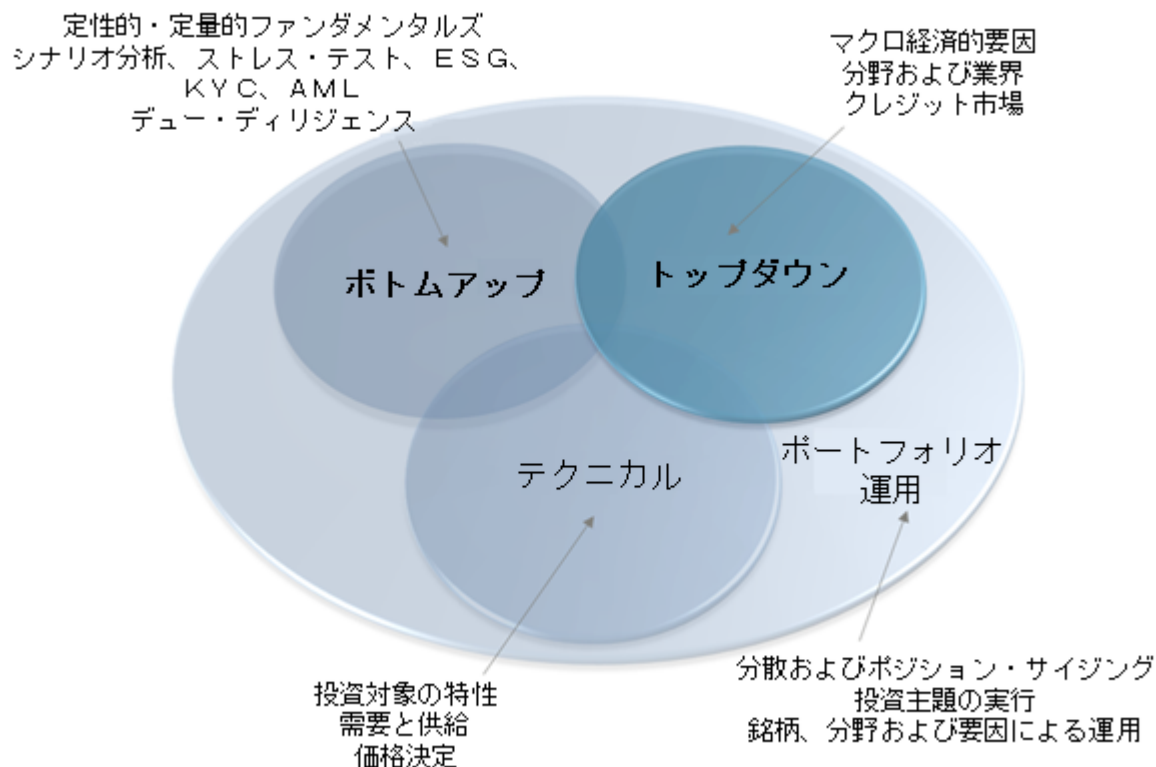 定性的・定量的ファンダメンタルズ
シナリオ分析、ストレス・テスト、ＥＳＧ、
ＫＹＣ、ＡＭＬ
デュー・ディリジェンス
マクロ経済的要因
分野および業界
クレジット市場
ボトムアップ
トップダウン
テクニカル
ポートフォリオ
運用
投資対象の特性
需要と供給
価格決定
分散およびポジション・サイジング
投資主題の実行
銘柄、分野および要因による運用